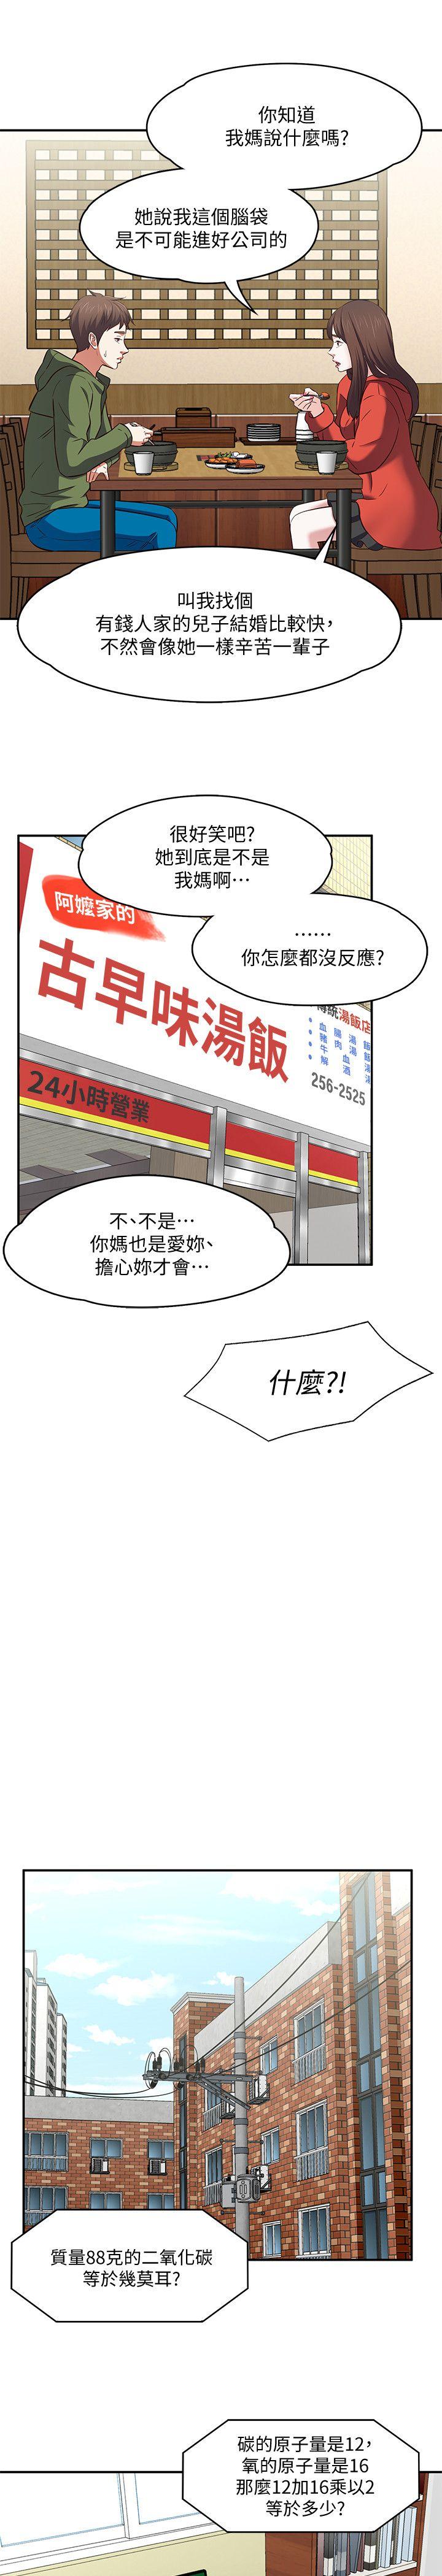 你知道
我媽說什麼嗎?
她說我這個腦袋
是不可能進好公司的
叫我找個
有錢人家的兒子結婚比較快,
不然會像她一樣辛苦一輩子
很好笑吧?
她到底是不是
我媽啊…
……
你怎麼都沒反應?
阿嬤家的
古早味湯飯
24小時營業
傳統湯飯店
256-2525
不、不是…
你媽也是愛妳、
擔心妳才會…
什麼?!
質量88克的二氧化碳
等於幾莫耳?
碳的原子量是12,
氧的原子量是16
那麼12加16乘以2
等於多少?